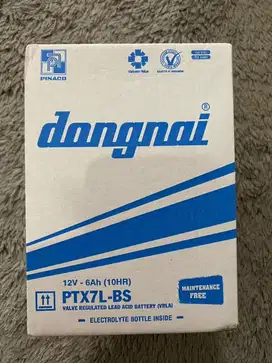 PINACO
dongnai®
12V - 6Ah (10HR)
PTX7L-BS
VALVE REGULATED LEAD ACID BATTERY (VRLA)
MAINTENANCE
FREE
ELECTROLYTE BOTTLE INSIDE